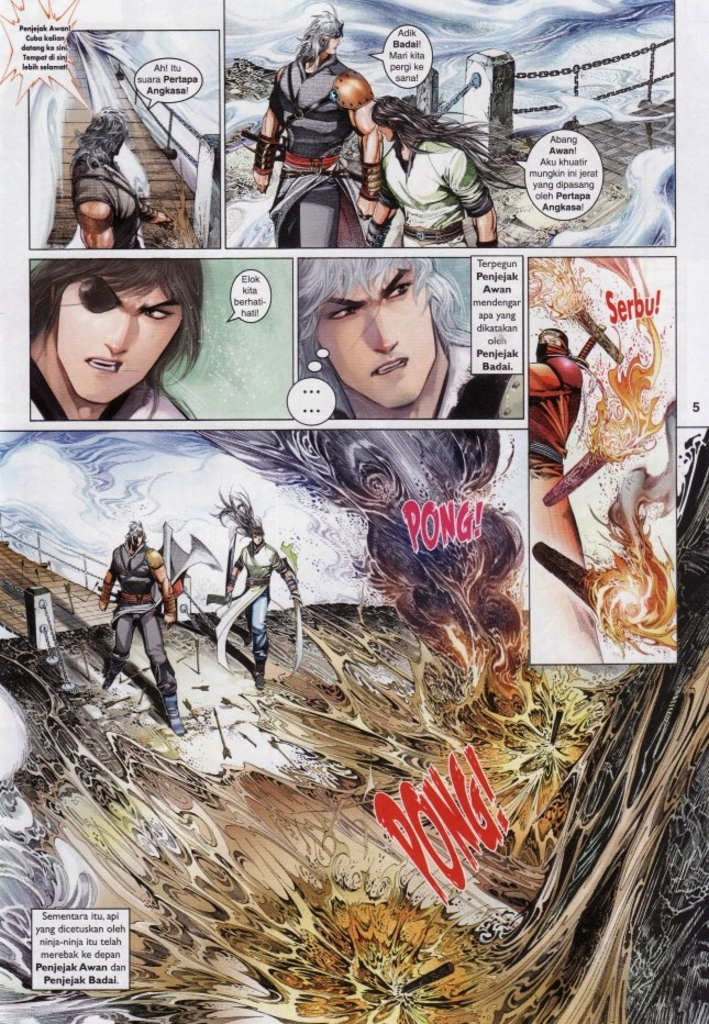 Penjejak Awan!
Cuba kalian
datang ke sini.
Tempat di sini
lebih selamat!
Ah! Itu
suara Pertapa
Angkasa!
Adik
Badai!
Mari kita
pergi ke
sana!
Abang
Awan!
Aku khuatir
mungkin ini jerat
yang dipasang
Pertapa
Angkasa!
Elok
kita
berhati-
hati!
...
...
Terpegun
Penjejak
Awan
mendengar
apa yang
dikatakan
oleh
Penjejak
Badai.
Serbu!
5
PONG!
PONG!
Sementara itu, api
yang dicetuskan oleh
ninja-ninja itu telah
merebak ke depan
Penjejak Awan dan
Penjejak Badai.